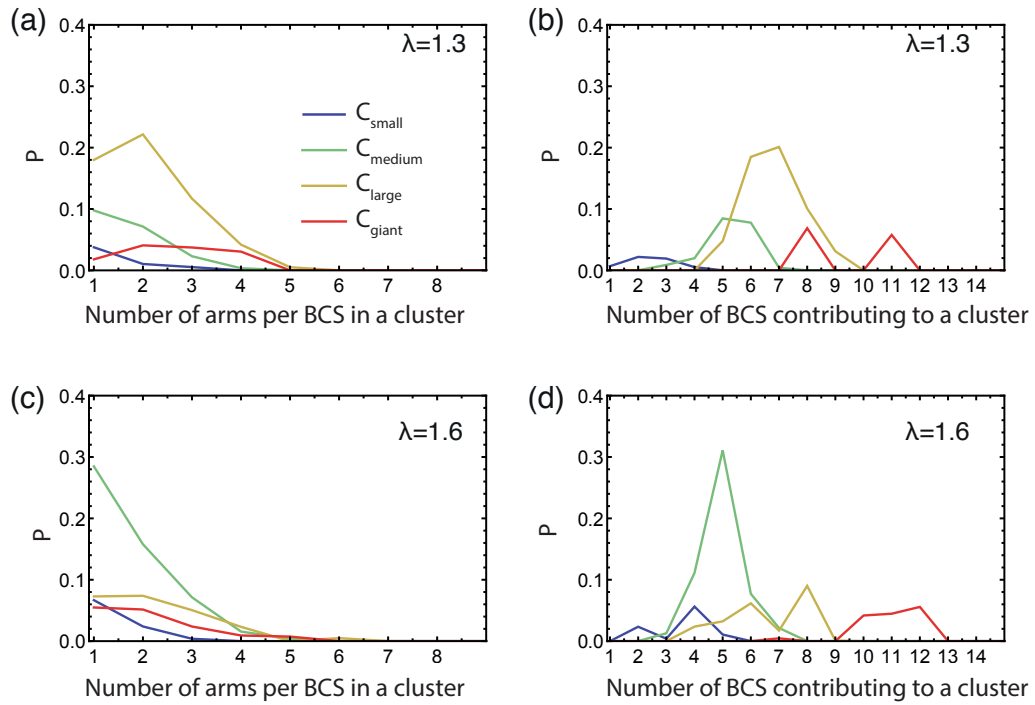 (a)
λ=1.3
0.4
0.3
0.2
0.1
0.0
P
C_small
C_medium
C_large
C_giant
1 2 3 4 5 6 7 8
Number of arms per BCS in a cluster
(b)
λ=1.3
0.4
0.3
0.2
0.1
0.0
P
1 2 3 4 5 6 7 8 9 10 11 12 13 14
Number of BCS contributing to a cluster
(c)
λ=1.6
0.4
0.3
0.2
0.1
0.0
P
1 2 3 4 5 6 7 8
Number of arms per BCS in a cluster
(d)
λ=1.6
0.4
0.3
0.2
0.1
0.0
P
1 2 3 4 5 6 7 8 9 10 11 12 13 14
Number of BCS contributing to a cluster